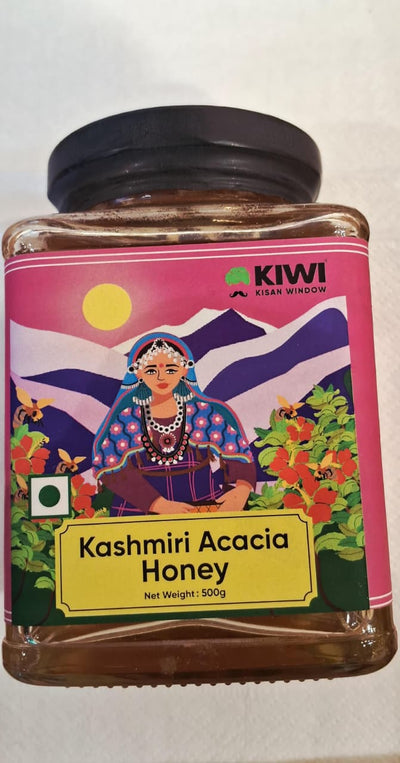 KIWI
KISAN WINDOW
Kashmiri Acacia
Honey
Net Weight : 500g